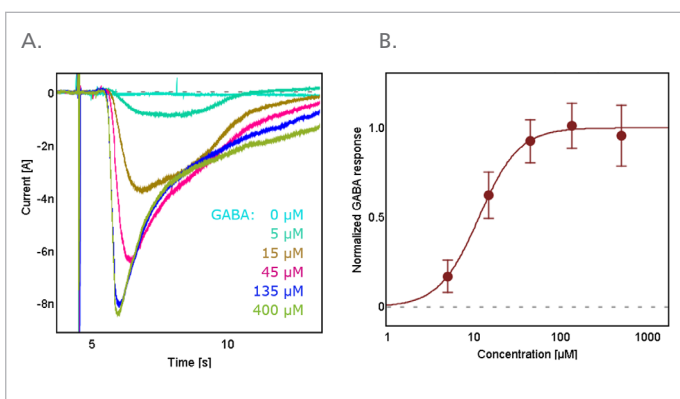 A.
0
-2n
-4n
-6n
-8n
Current [A]
GABA: 0 µM
5 µM
15 µM
45 µM
135 µM
400 µM
5
10
Time [s]
B.
1.0
0.5
0
Normalized GABA response
1
10
100
1000
Concentration [µM]